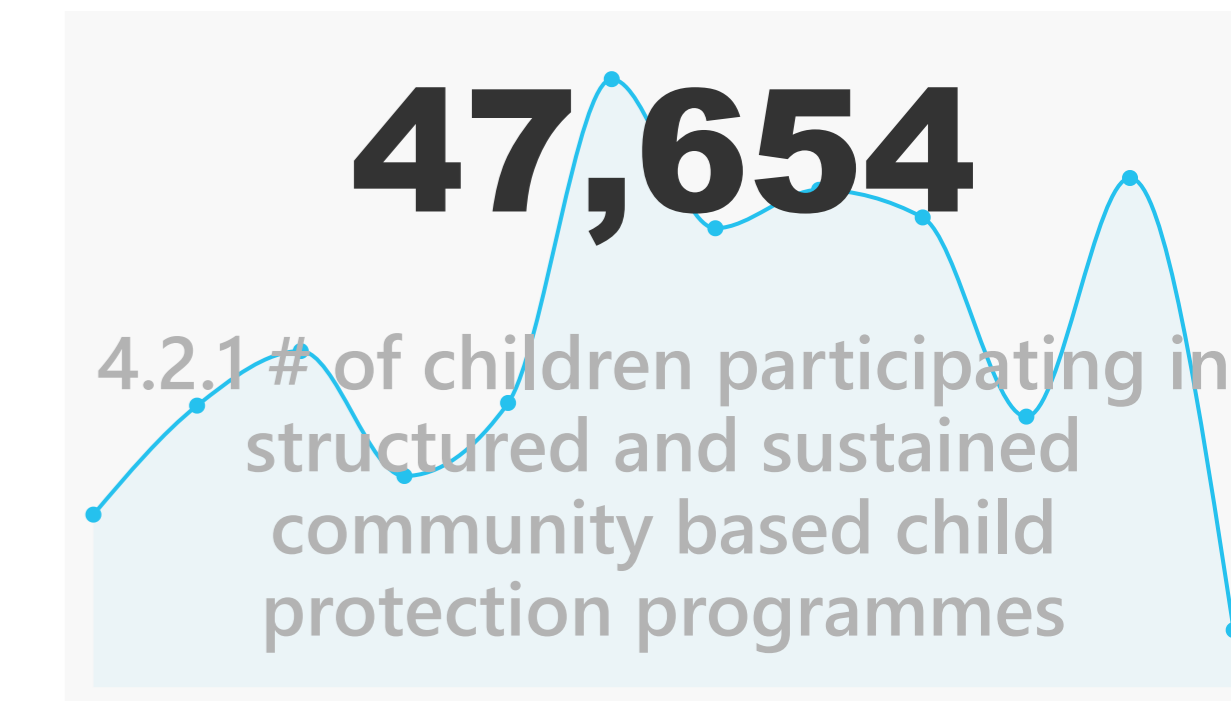 47,654
4.2.1 # of children participating in
structured and sustained
community based child
protection programmes